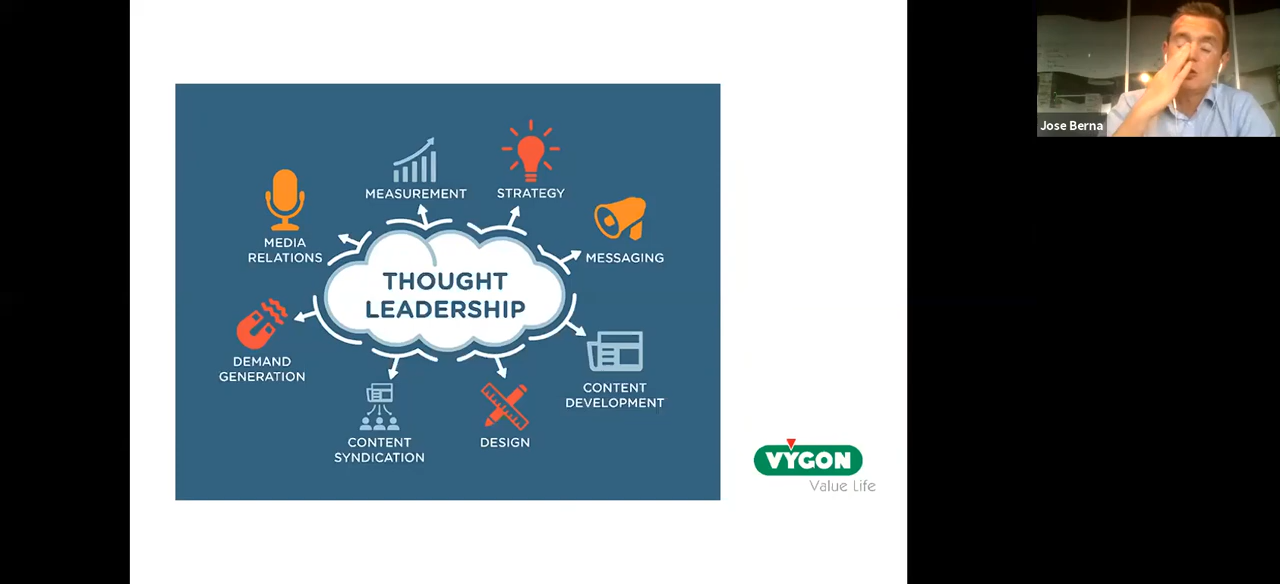 MEASUREMENT
STRATEGY
MEDIA
RELATIONS
MESSAGING
THOUGHT
LEADERSHIP
DEMAND
GENERATION
CONTENT
DEVELOPMENT
CONTENT
SYNDICATION
DESIGN
VYGON
Value Life
Jose Berna